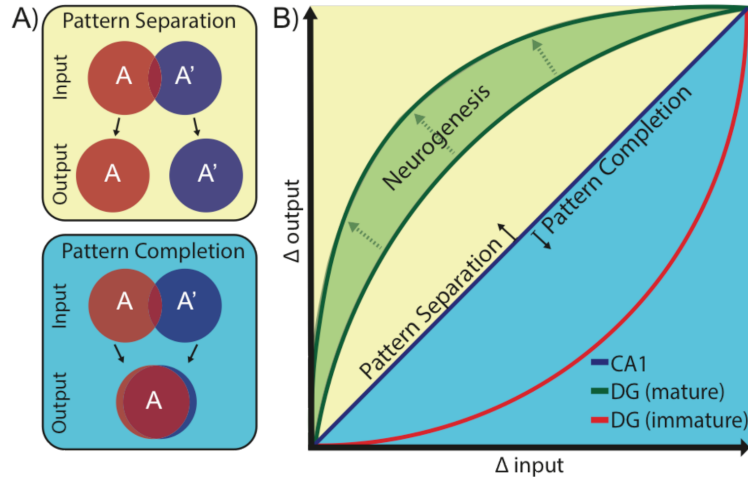 A)
Pattern Separation
Input
A
A'
Output
A
A'
Pattern Completion
Input
A
A'
Output
A
B)
Δ output
Neurogenesis
Pattern Separation
Pattern Completion
CA1
DG (mature)
DG (immature)
Δ input